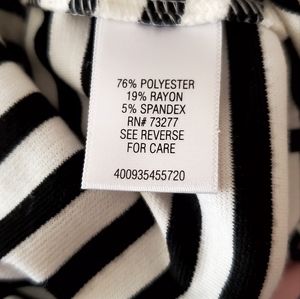 76% POLYESTER
19% RAYON
5% SPANDEX
RN# 73277
SEE REVERSE
FOR CARE
400935455720